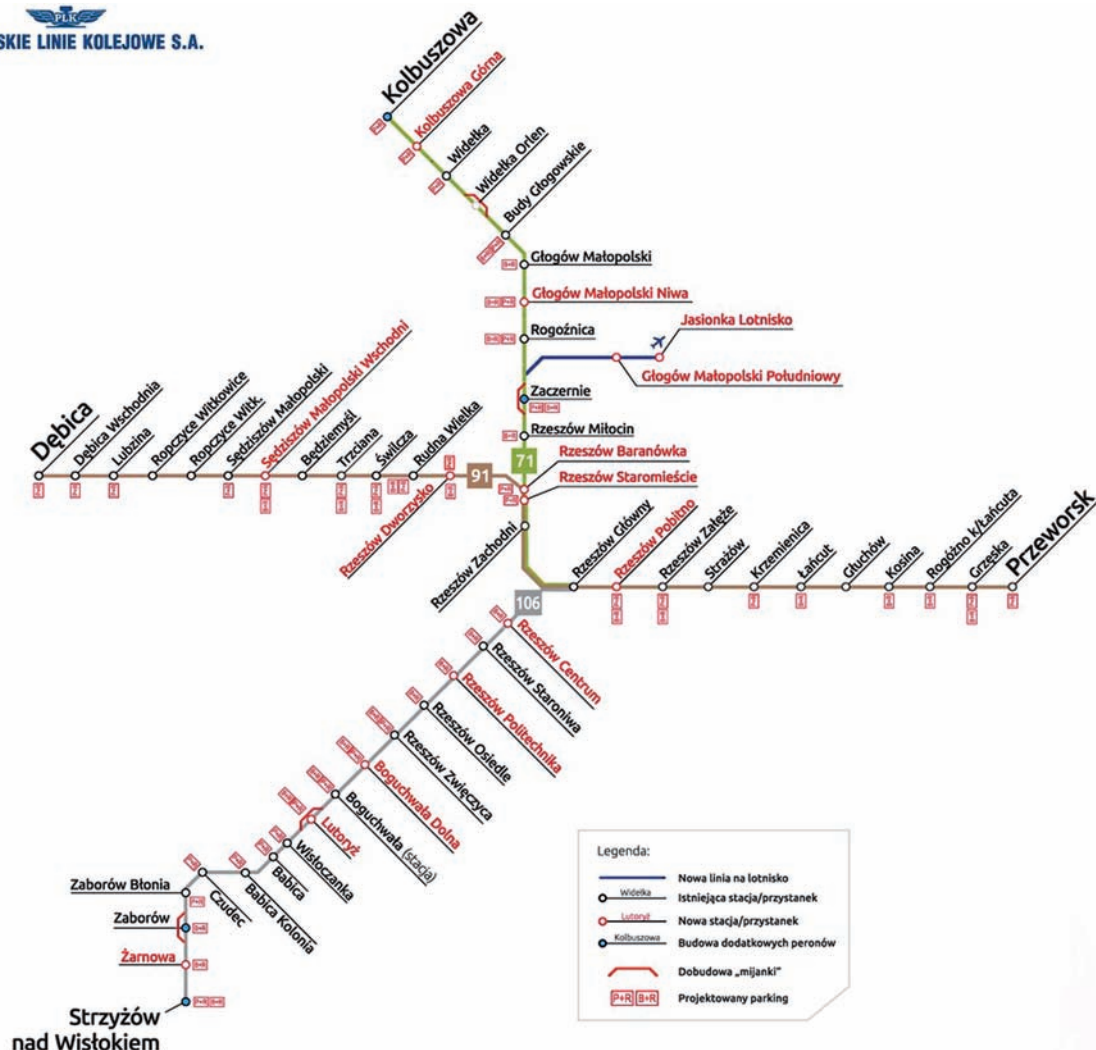 PLK
SKIE LINIE KOLEJOWE S.A.
Kolbuszowa
Kolbuszowa Górna
Widełka
Widełka Orlen
Budy Głogowskie
Głogów Małopolski
Głogów Małopolski Niwa
Rogoźnica
Jasionka Lotnisko
Głogów Małopolski Południowy
Zaczernie
Rzeszów Miłocin
71
Rzeszów Baranówka
Rzeszów Staromieście
Rzeszów Zachodni
Dębica
Dębica Wschodnia
Lubzina
Ropczyce Witkowice
Ropczyce Witk.
Sędziszów Małopolski
Sędziszów Małopolski Wschodni
Będziemyśl
Trzciana
Świlcza
Rudna Wielka
Rzeszów Dworzysko
91
Rzeszów Główny
Rzeszów Pobitno
Rzeszów Załęże
Strażów
Krzemienica
Łańcut
Głuchów
Kosina
Rogóżno k/Łańcuta
Grzęska
Przeworsk
106
Rzeszów Centrum
Rzeszów Staroniwa
Rzeszów Politechnika
Rzeszów Osiedle
Rzeszów Zwięczyca
Boguchwała Dolna
Boguchwała (stacja)
Lutoryż
Wisłoczanka
Babica
Babica Kolonia
Czudec
Zaborów Błonia
Zaborów
Żarnowa
Strzyżów
nad Wisłokiem
Legenda:
Nowa linia na lotnisko
Widełka Istniejąca stacja/przystanek
Lutoryż Nowa stacja/przystanek
Kolbuszowa Budowa dodatkowych peronów
Dobudowa „mijanki”
P+R B+R Projektowany parking